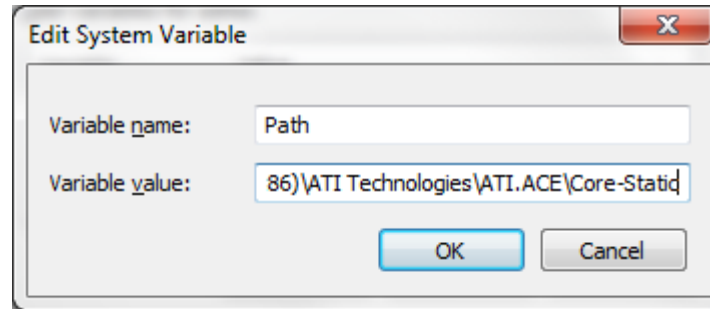 Edit System Variable
Variable name:
Path
Variable value:
86)\ATI Technologies\ATI.ACE\Core-Static
OK
Cancel